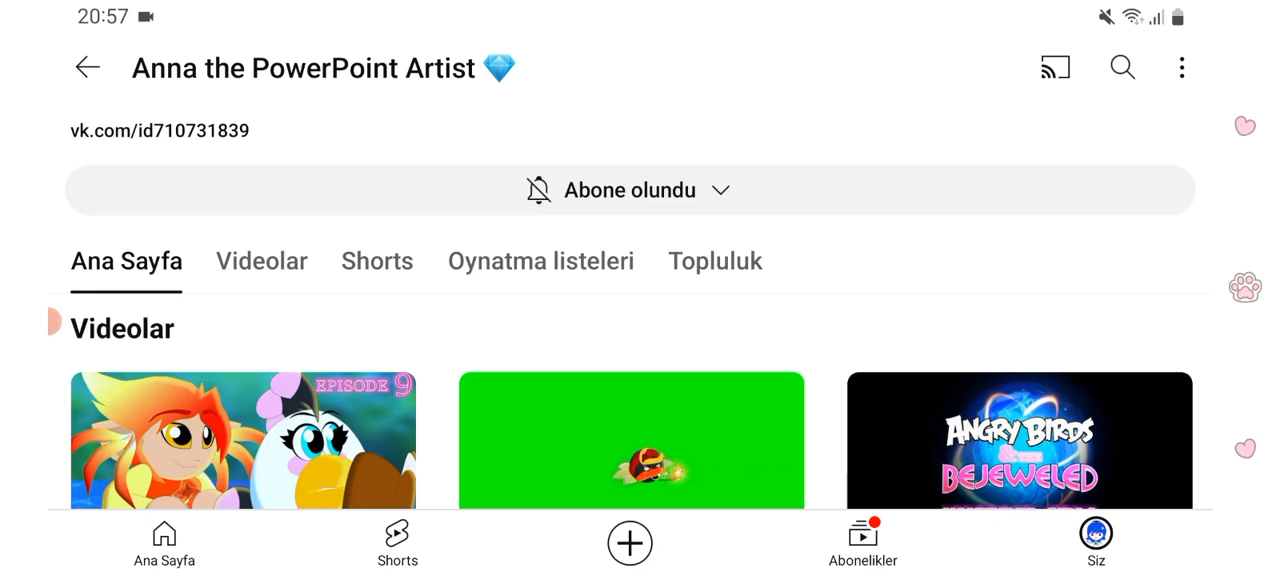 20:57
Anna the PowerPoint Artist 💎
vk.com/id710731839
Abone olundu
Ana Sayfa Videolar Shorts Oynatma listeleri Topluluk
Videolar
EPISODE 9
ANGRY BIRDS
BEJEWELED
Ana Sayfa Shorts Abonelikler Siz